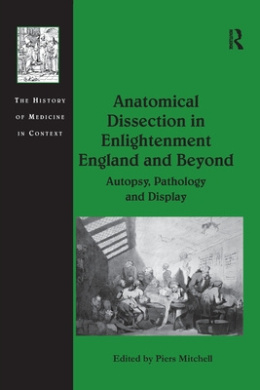 R
THE HISTORY
OF MEDICINE
IN CONTEXT
Anatomical
Dissection in
Enlightenment
England and Beyond
Autopsy, Pathology
and Display
Edited by Piers Mitchell